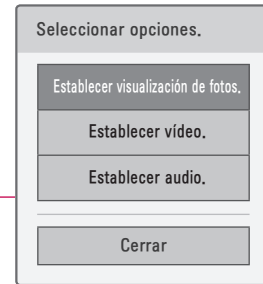 Seleccionar opciones.
Establecer visualización de fotos.
Establecer vídeo.
Establecer audio.
Cerrar